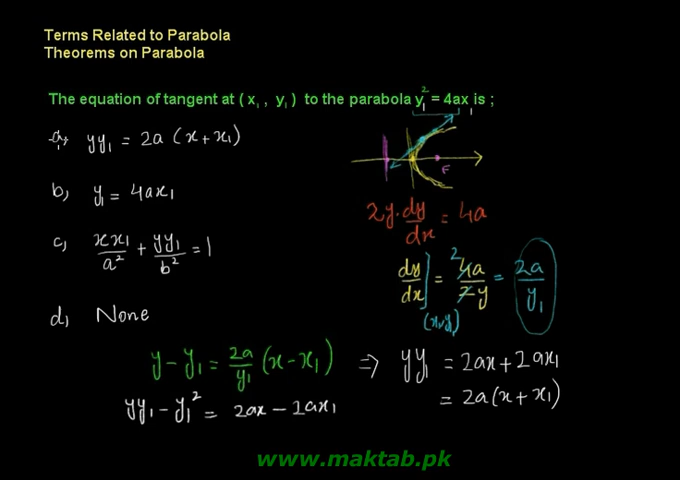 Terms Related to Parabola
Theorems on Parabola
The equation of tangent at ( x₁ , y₁ ) to the parabola y₁² = 4ax₁ is ;
a) yy₁ = 2a (x + x₁)
b) y₁ = 4ax₁
c) xx₁/a² + yy₁/b² = 1
d) None
F
2y · dy/dx = 4a
dy/dx](x₁,y₁) = 2 4a/2y = 2a/y₁
y - y₁ = 2a/y₁ (x - x₁) ⇒ yy₁ = 2ax + 2ax₁
yy₁ - y₁² = 2ax - 2ax₁
= 2a(x + x₁)
www.maktab.pk